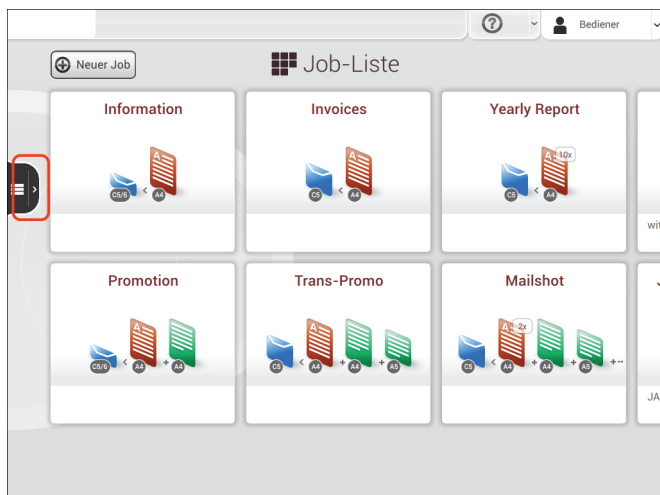 ? Bediener
Neuer Job
Job-Liste
Information
Invoices
Yearly Report
A
C5/6 < A4
A
C5 < A4
A 10x
C5 < A4
wit
Promotion
Trans-Promo
Mailshot
J
A
C5/6 < A4 + A4
A
C5 < A4 + A4 + A5
A 2x
C5 < A4 + A4 + A5 +··
JA